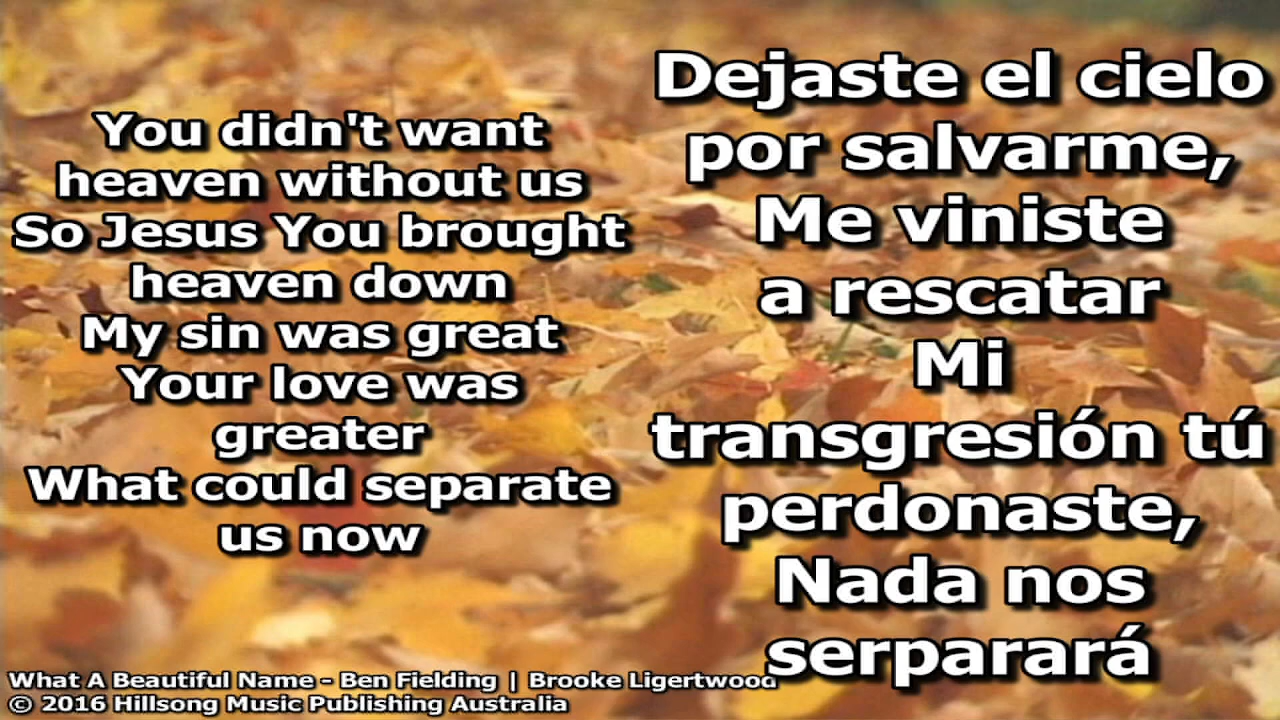 You didn't want
heaven without us
So Jesus You brought
heaven down
My sin was great
Your love was
greater
What could separate
us now
Dejaste el cielo
por salvarme,
Me viniste
a rescatar
Mi
transgresión tú
perdonaste,
Nada nos
serparará
What A Beautiful Name - Ben Fielding | Brooke Ligertwood
© 2016 Hillsong Music Publishing Australia